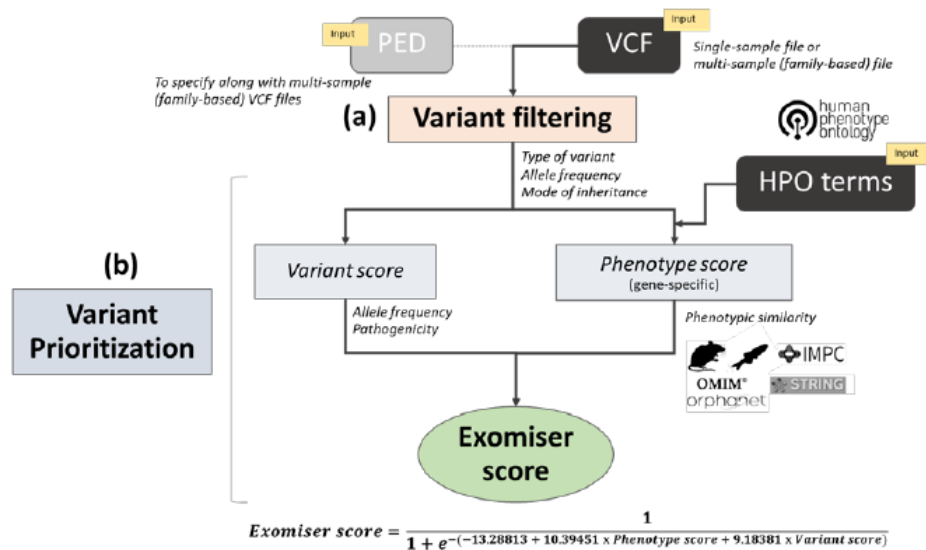 Input
PED
VCF
Input
Single-sample file or
multi-sample (family-based) file
To specify along with multi-sample
(family-based) VCF files
(a)
Variant filtering
human
phenotype
ontology
Type of variant
Allele frequency
Mode of inheritance
Input
HPO terms
(b)
Variant
Prioritization
Variant score
Phenotype score
(gene-specific)
Allele frequency
Pathogenicity
Phenotypic similarity
IMPC
OMIM®
STRING
orphanet
Exomiser
score
Exomiser score = 1 / 1 + e^-(-13.28813 + 10.39451 x Phenotype score + 9.18381 x Variant score)